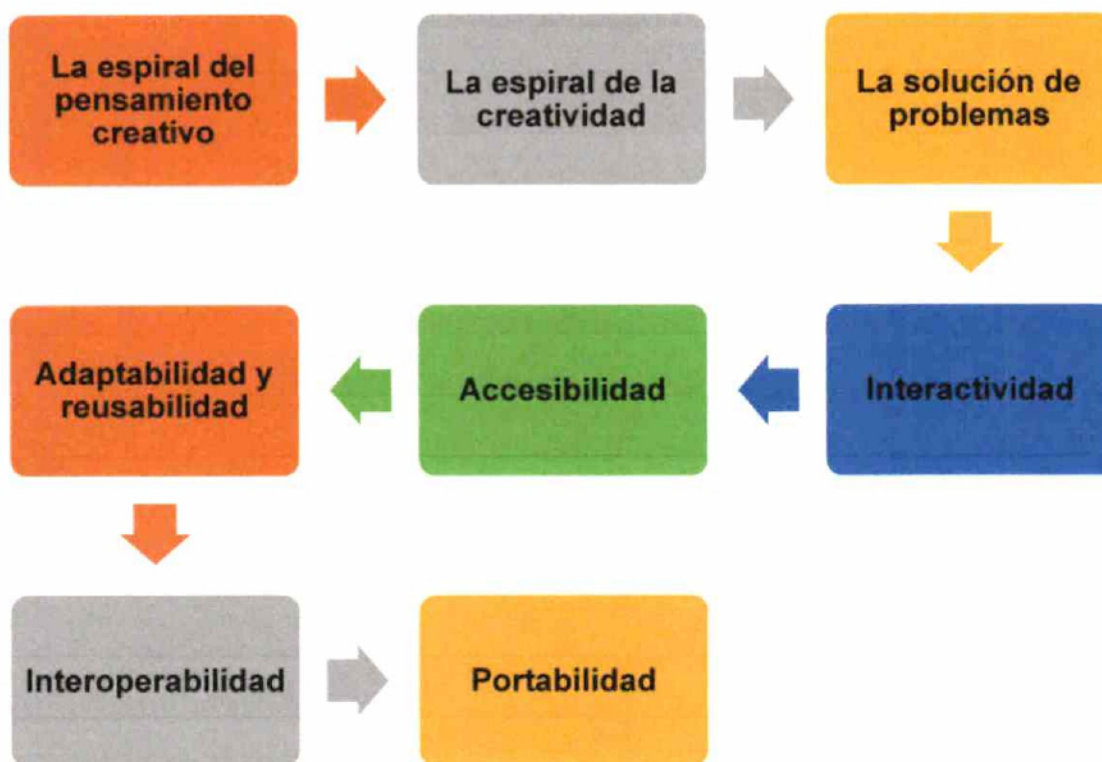 La espiral del
pensamiento
creativo
La espiral de la
creatividad
La solución de
problemas
Interactividad
Accesibilidad
Adaptabilidad y
reusabilidad
Interoperabilidad
Portabilidad